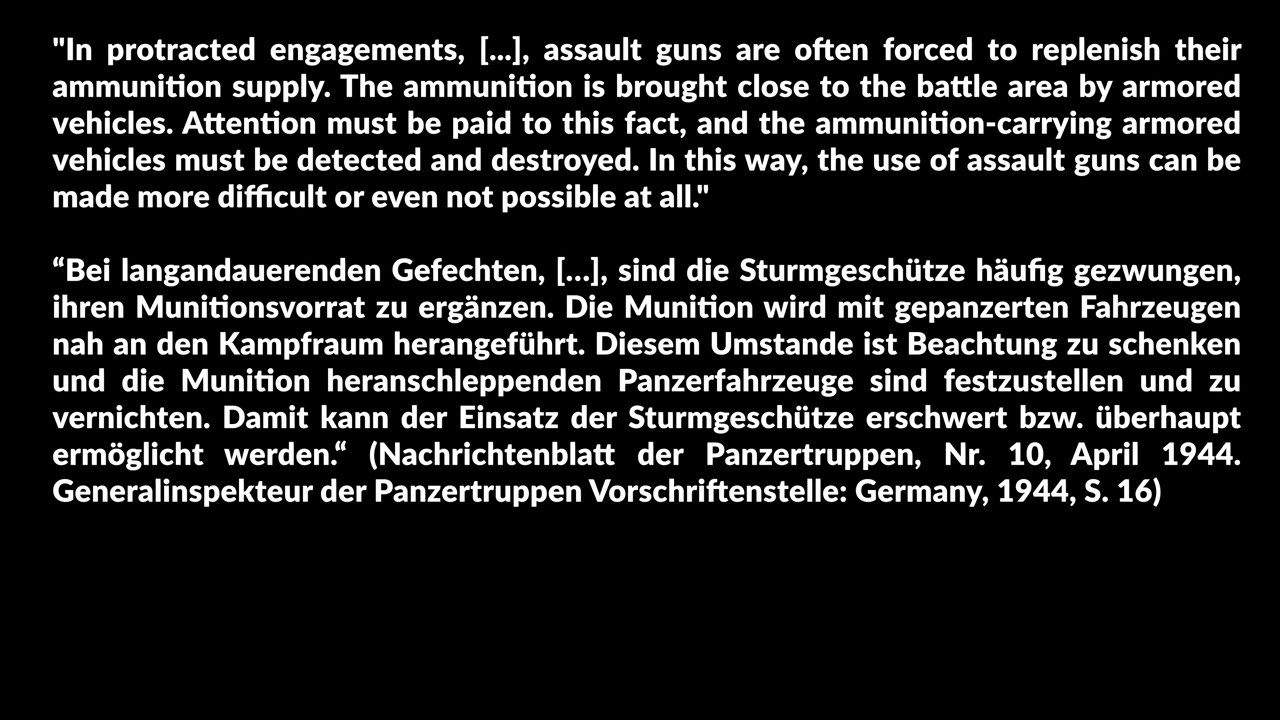 "In protracted engagements, [...], assault guns are often forced to replenish their
ammunition supply. The ammunition is brought close to the battle area by armored
vehicles. Attention must be paid to this fact, and the ammunition-carrying armored
vehicles must be detected and destroyed. In this way, the use of assault guns can be
made more difficult or even not possible at all."
“Bei langandauerenden Gefechten, [...], sind die Sturmgeschütze häufig gezwungen,
ihren Munitionsvorrat zu ergänzen. Die Munition wird mit gepanzerten Fahrzeugen
nah an den Kampfraum herangeführt. Diesem Umstande ist Beachtung zu schenken
und die Munition heranschleppenden Panzerfahrzeuge sind festzustellen und zu
vernichten. Damit kann der Einsatz der Sturmgeschütze erschwert bzw. überhaupt
ermöglicht werden.“ (Nachrichtenblatt der Panzertruppen, Nr. 10, April 1944.
Generalinspekteur der Panzertruppen Vorschriftenstelle: Germany, 1944, S. 16)